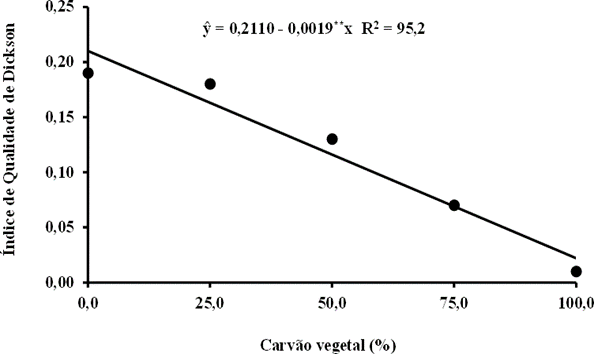 ŷ = 0,2110 - 0,0019**x R² = 95,2
Índice de Qualidade de Dickson
0,25
0,20
0,15
0,10
0,05
0,00
0,0 25,0 50,0 75,0 100,0
Carvão vegetal (%)